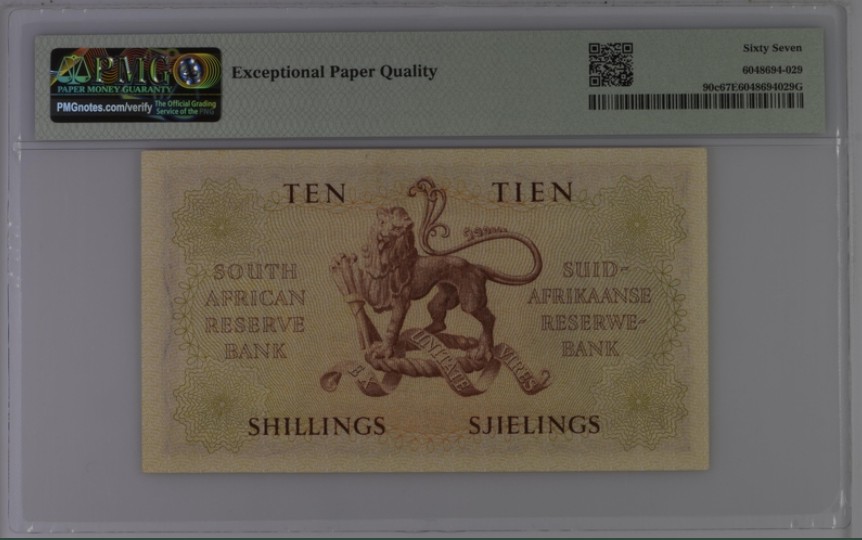 PMG
PAPER MONEY GUARANTY
PMGnotes.com/verify
The Official Grading
Service of the PNG
Exceptional Paper Quality
Sixty Seven
6048694-029
90c67E6048694029G
TEN TIEN
SOUTH
AFRICAN
RESERVE
BANK
SUID-
AFRIKAANSE
RESERWE-
BANK
EX UNITATE VIRES
SHILLINGS SJIELINGS